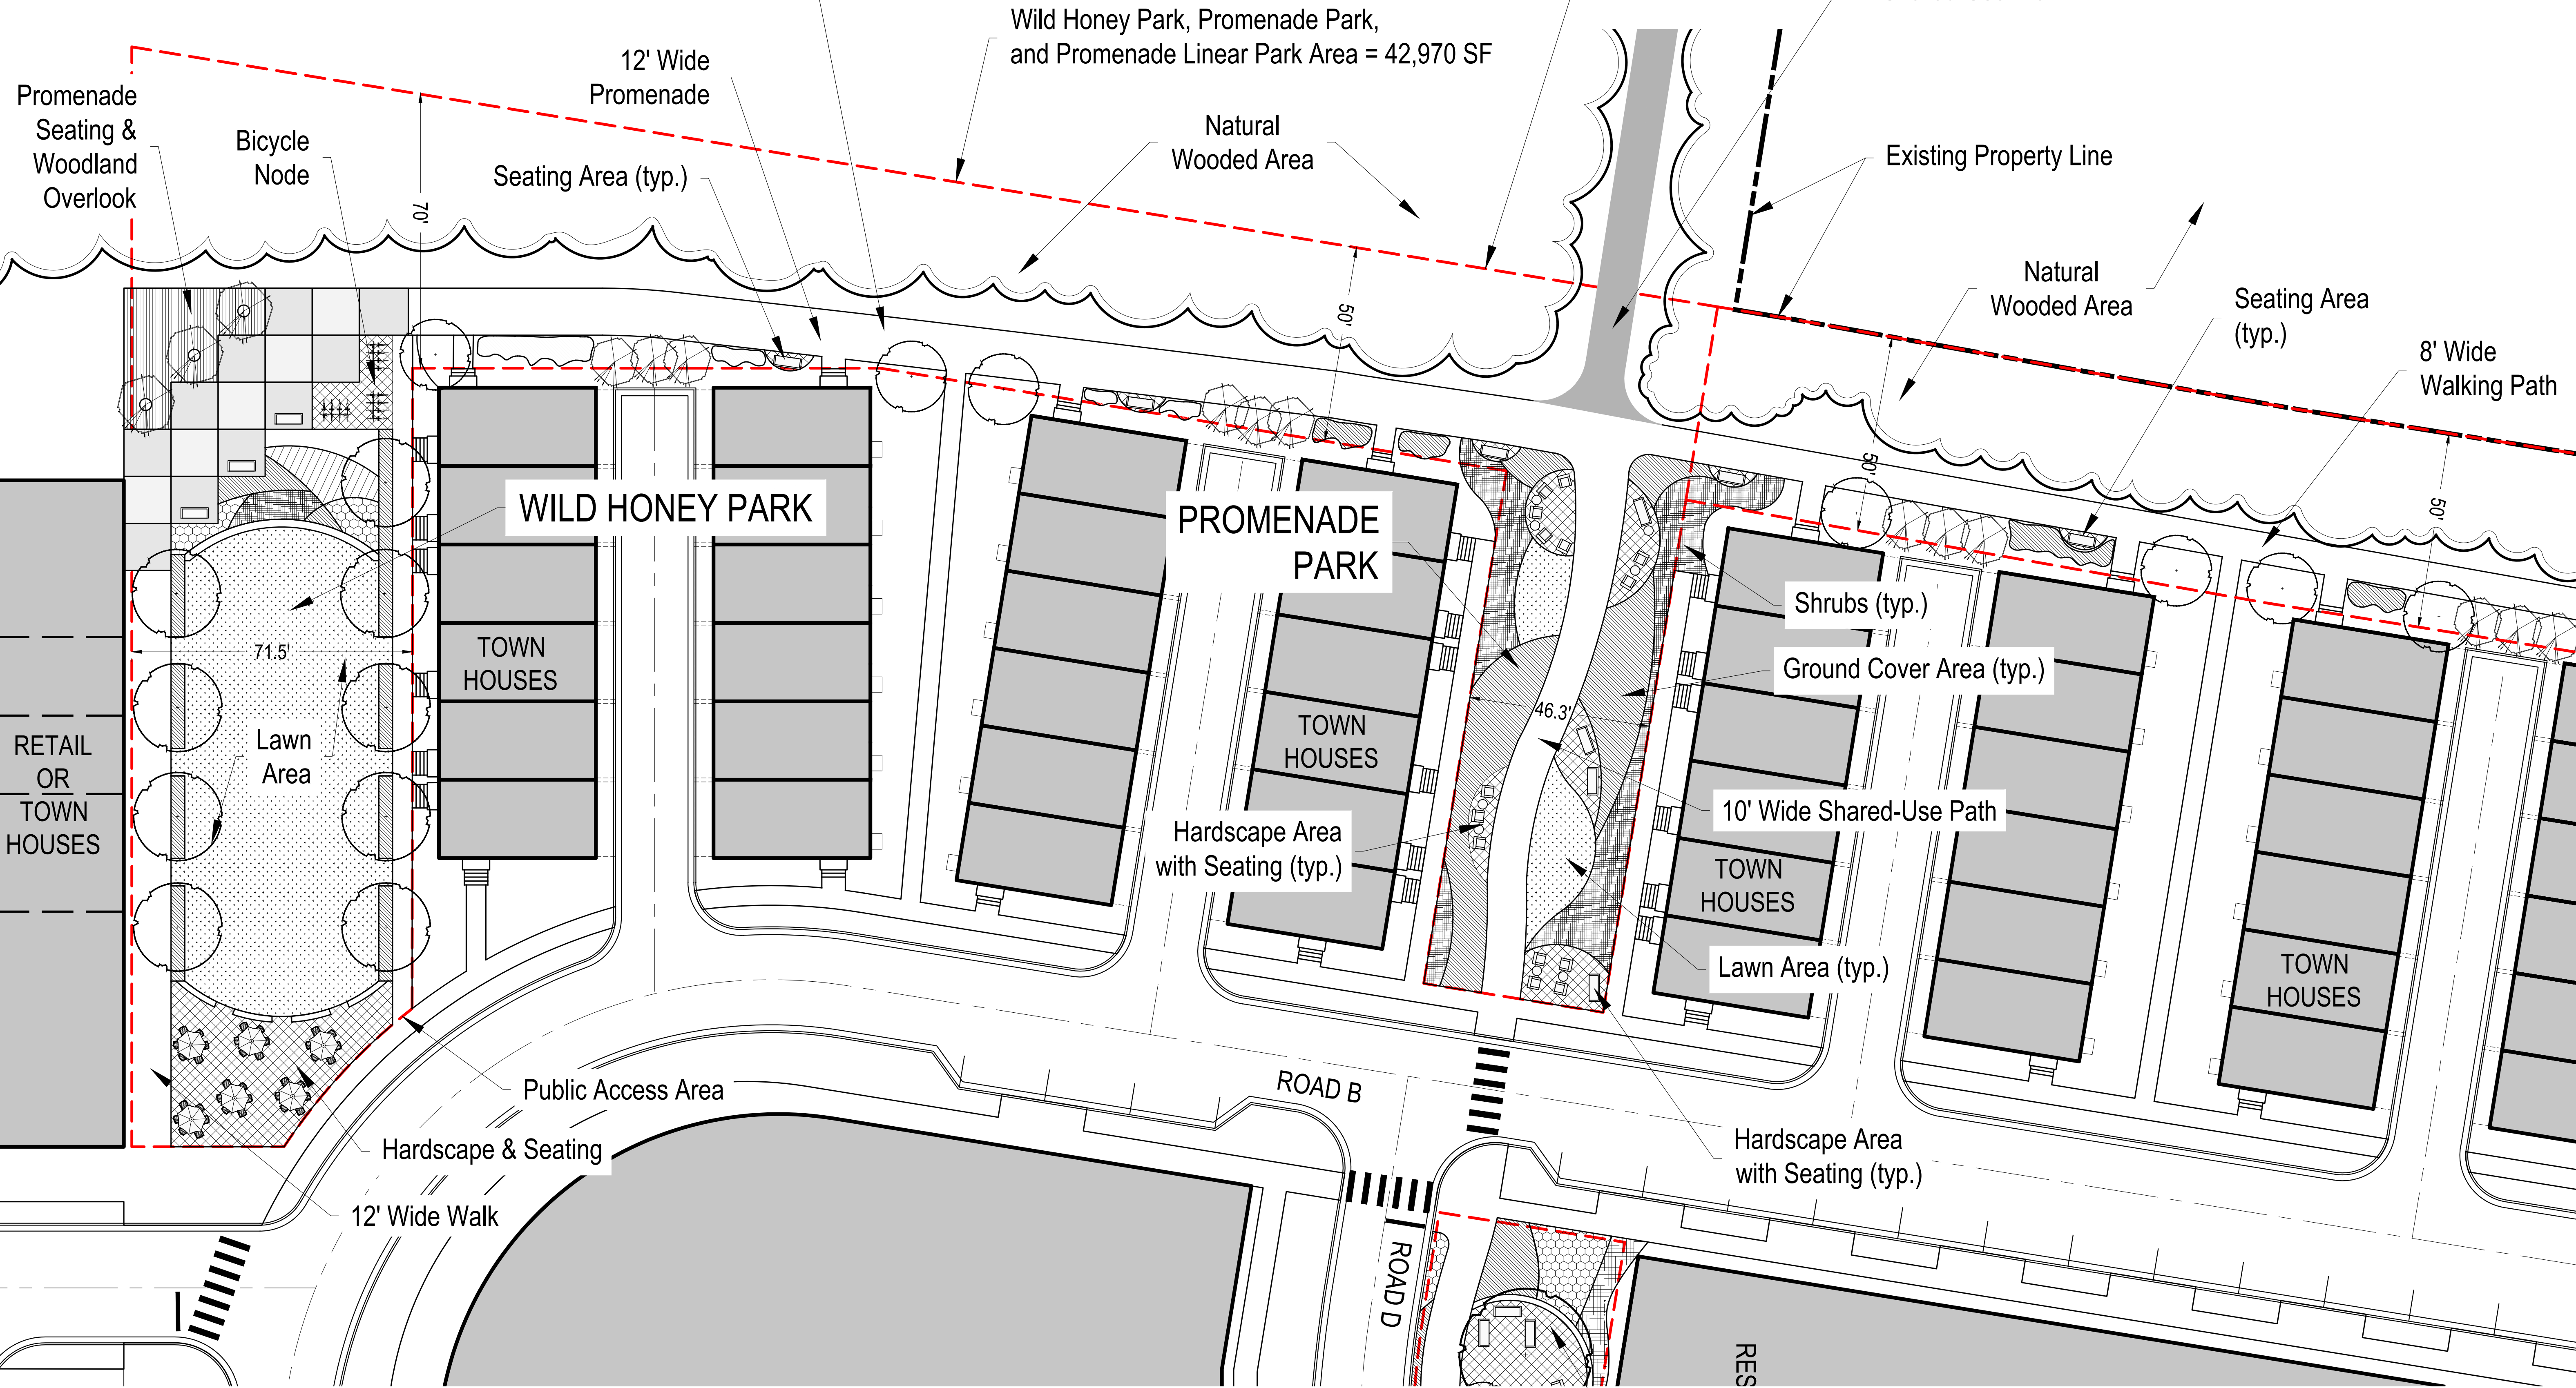 Wild Honey Park, Promenade Park,
and Promenade Linear Park Area = 42,970 SF
12' Wide
Promenade
Promenade
Seating &
Woodland
Overlook
Bicycle
Node
Seating Area (typ.)
70'
Natural
Wooded Area
Existing Property Line
50'
Natural
Wooded Area
Seating Area
(typ.)
8' Wide
Walking Path
50'
50'
WILD HONEY PARK
PROMENADE
PARK
Shrubs (typ.)
Ground Cover Area (typ.)
71.5'
TOWN
HOUSES
46.3'
TOWN
HOUSES
Lawn
Area
RETAIL
OR
TOWN
HOUSES
10' Wide Shared-Use Path
Hardscape Area
with Seating (typ.)
TOWN
HOUSES
Lawn Area (typ.)
TOWN
HOUSES
Public Access Area
ROAD B
Hardscape & Seating
Hardscape Area
with Seating (typ.)
12' Wide Walk
ROAD D
RES